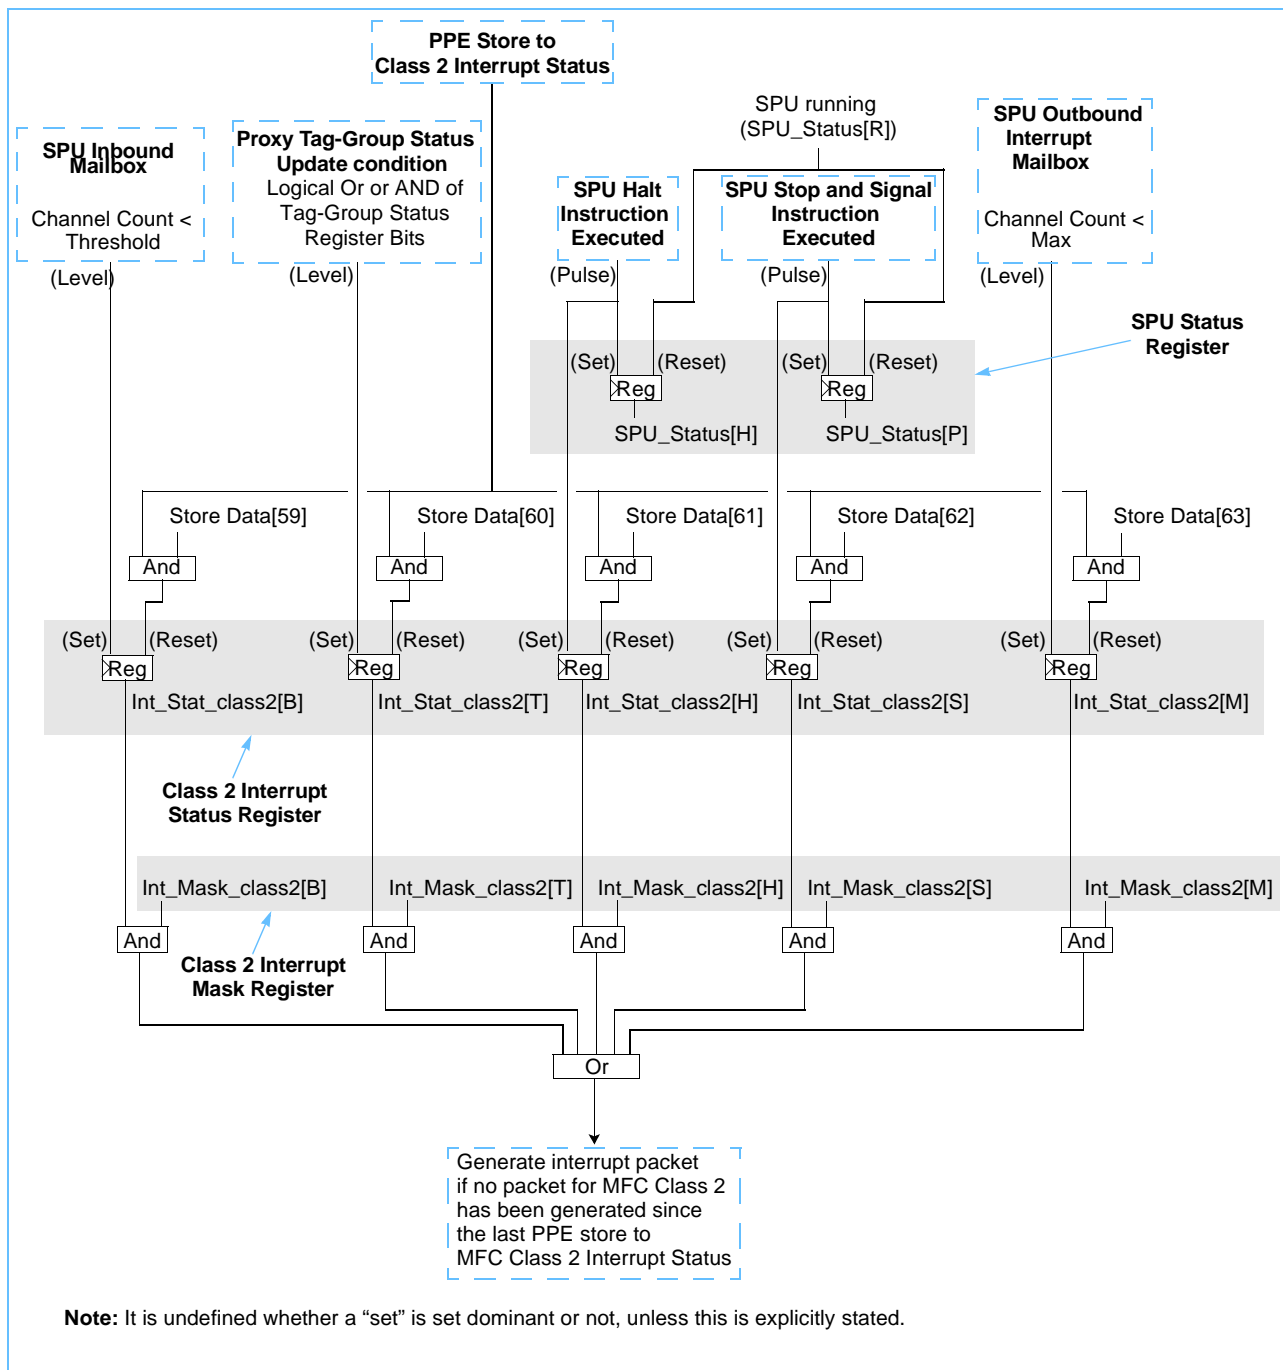 PPE Store to
Class 2 Interrupt Status
SPU running
(SPU_Status[R])
SPU Inbound
Mailbox
Channel Count <
Threshold
(Level)
Proxy Tag-Group Status
Update condition
Logical Or or AND of
Tag-Group Status
Register Bits
(Level)
SPU Halt
Instruction
Executed
(Pulse)
SPU Stop and Signal
Instruction
Executed
(Pulse)
SPU Outbound
Interrupt
Mailbox
Channel Count <
Max
(Level)
SPU Status
Register
(Set) (Reset) (Set) (Reset)
Reg Reg
SPU_Status[H] SPU_Status[P]
Store Data[59] Store Data[60] Store Data[61] Store Data[62] Store Data[63]
And And And And And
(Set) (Reset) (Set) (Reset) (Set) (Reset) (Set) (Reset) (Set) (Reset)
Reg Reg Reg Reg Reg
Int_Stat_class2[B] Int_Stat_class2[T] Int_Stat_class2[H] Int_Stat_class2[S] Int_Stat_class2[M]
Class 2 Interrupt
Status Register
Int_Mask_class2[B] Int_Mask_class2[T] Int_Mask_class2[H] Int_Mask_class2[S] Int_Mask_class2[M]
And And And And And
Class 2 Interrupt
Mask Register
Or
Generate interrupt packet
if no packet for MFC Class 2
has been generated since
the last PPE store to
MFC Class 2 Interrupt Status
Note: It is undefined whether a “set” is set dominant or not, unless this is explicitly stated.